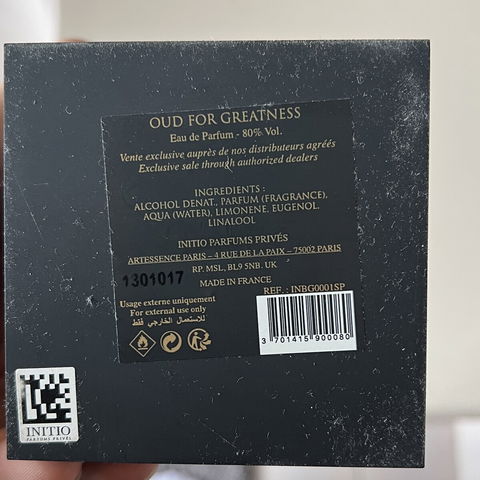 OUD FOR GREATNESS
Eau de Parfum - 80% Vol.
Vente exclusive auprès de nos distributeurs agréés
Exclusive sale through authorized dealers
INGREDIENTS :
ALCOHOL DENAT., PARFUM (FRAGRANCE),
AQUA (WATER), LIMONENE, EUGENOL.
LINALOOL
INITIO PARFUMS PRIVÉS
ARTESSENCE PARIS – 4 RUE DE LA PAIX – 75002 PARIS
RP. MSL, BL9 5NB. UK
1301017
MADE IN FRANCE
REF. : INBG0001SP
Usage externe uniquement
For external use only
للاستعمال الخارجي فقط
3 701415 900080
INITIO
PARFUMS PRIVÉS